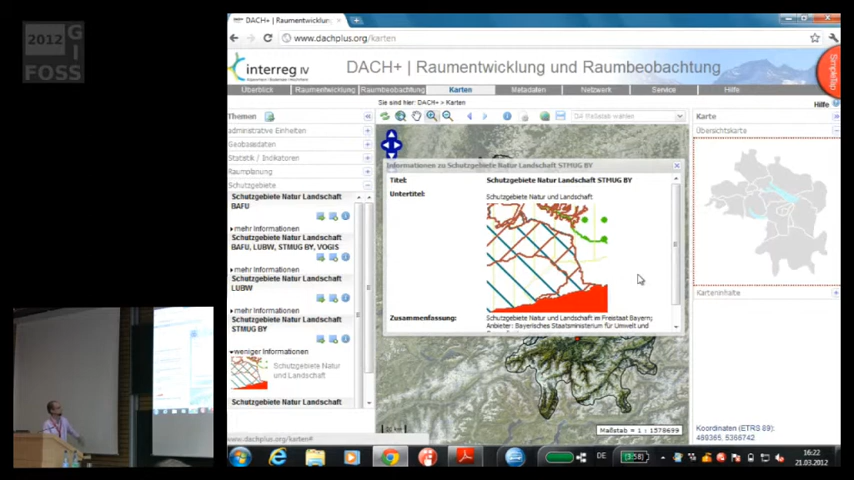 2012
GI
FOSS
DACH+ | Raumentwicklung
www.dachplus.org/karten
interreg IV
DACH+ | Raumentwicklung und Raumbeobachtung
Überblick
Raumentwicklung
Raumbeobachtung
Karten
Metadaten
Netzwerk
Service
Hilfe
Sie sind hier: DACH+ > Karten
Hilfe
Themen
administrative Einheiten
Geobasisdaten
Statistik / Indikatoren
Raumplanung
Schutzgebiete
Schutzgebiete Natur Landschaft
BAFU
mehr Informationen
Schutzgebiete Natur Landschaft
BAFU, LUBW, STMUG BY, VOGIS
mehr Informationen
Schutzgebiete Natur Landschaft
LUBW
mehr Informationen
Schutzgebiete Natur Landschaft
STMUG BY
weniger Informationen
Schutzgebiete Natur
und Landschaft
Schutzgebiete Natur Landschaft
www.dachplus.org/karten#
Informationen zu Schutzgebiete Natur Landschaft STMUG BY
Titel:
Schutzgebiete Natur Landschaft STMUG BY
Untertitel:
Schutzgebiete Natur und Landschaft
Zusammenfassung:
Schutzgebiete Natur und Landschaft im Freistaat Bayern;
Anbieter: Bayerisches Staatsministerium für Umwelt und
Maßstab = 1 : 1578699
Karte
Übersichtskarte
Karteninhalte
Koordinaten (ETRS 89):
499365, 5366742
DE
16:22
21.03.2012